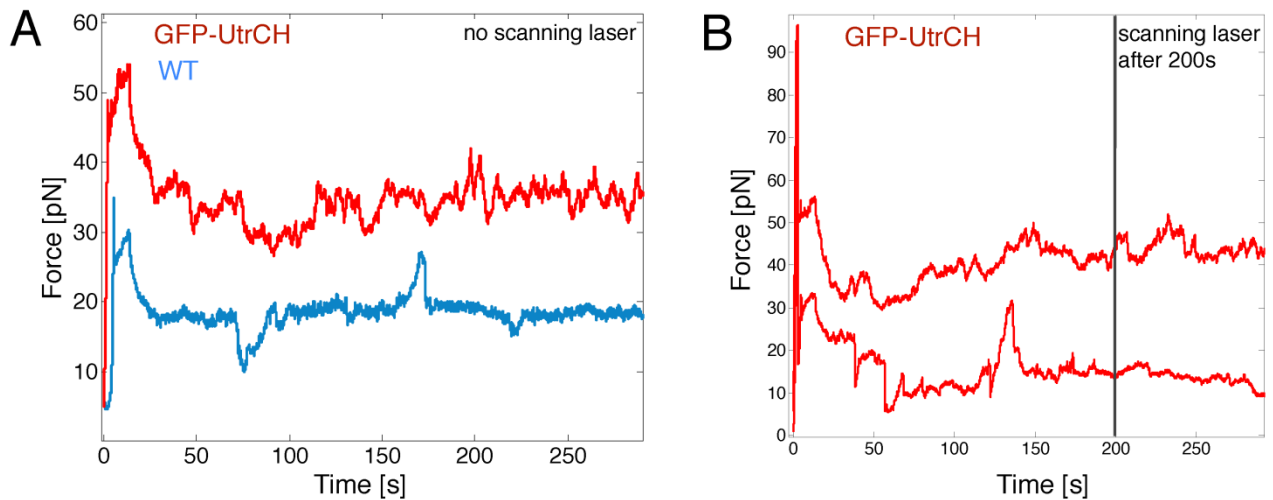 A
GFP-UtrCH
WT
no scanning laser
Force [pN]
60
50
40
30
20
10
0
50
100
150
200
250
Time [s]
B
GFP-UtrCH
scanning laser
after 200s
Force [pN]
90
80
70
60
50
40
30
20
10
0
0
50
100
150
200
250
Time [s]